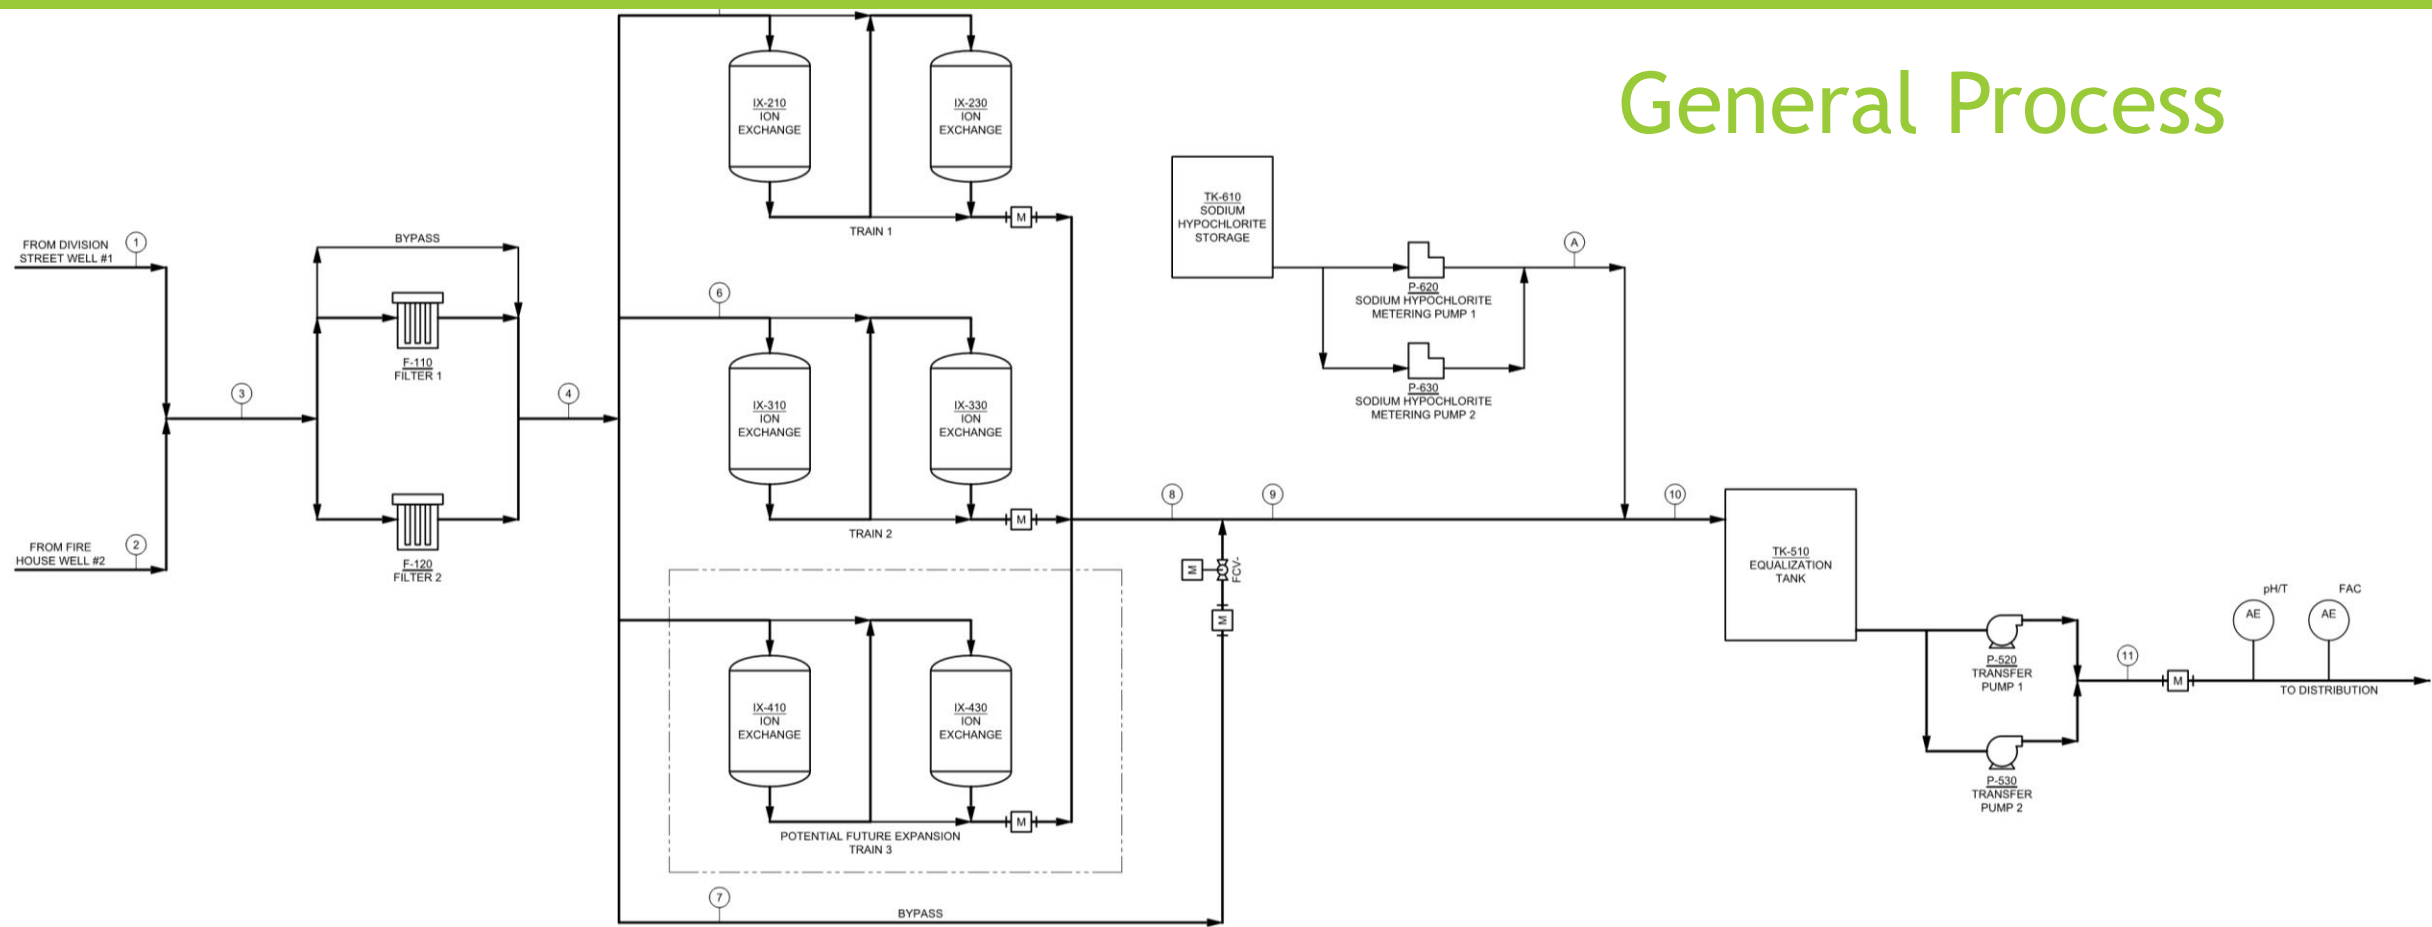 General Process
IX-210
ION
EXCHANGE
IX-230
ION
EXCHANGE
M
TRAIN 1
FROM DIVISION
STREET WELL #1
1
BYPASS
F-110
FILTER 1
3
4
FROM FIRE
HOUSE WELL #2
2
F-120
FILTER 2
6
IX-310
ION
EXCHANGE
IX-330
ION
EXCHANGE
M
TRAIN 2
IX-410
ION
EXCHANGE
IX-430
ION
EXCHANGE
M
POTENTIAL FUTURE EXPANSION
TRAIN 3
7
BYPASS
TK-610
SODIUM
HYPOCHLORITE
STORAGE
P-620
SODIUM HYPOCHLORITE
METERING PUMP 1
P-630
SODIUM HYPOCHLORITE
METERING PUMP 2
A
8
9
10
M
FCV-
M
TK-510
EQUALIZATION
TANK
P-520
TRANSFER
PUMP 1
P-530
TRANSFER
PUMP 2
11
M
pH/T
AE
FAC
AE
TO DISTRIBUTION